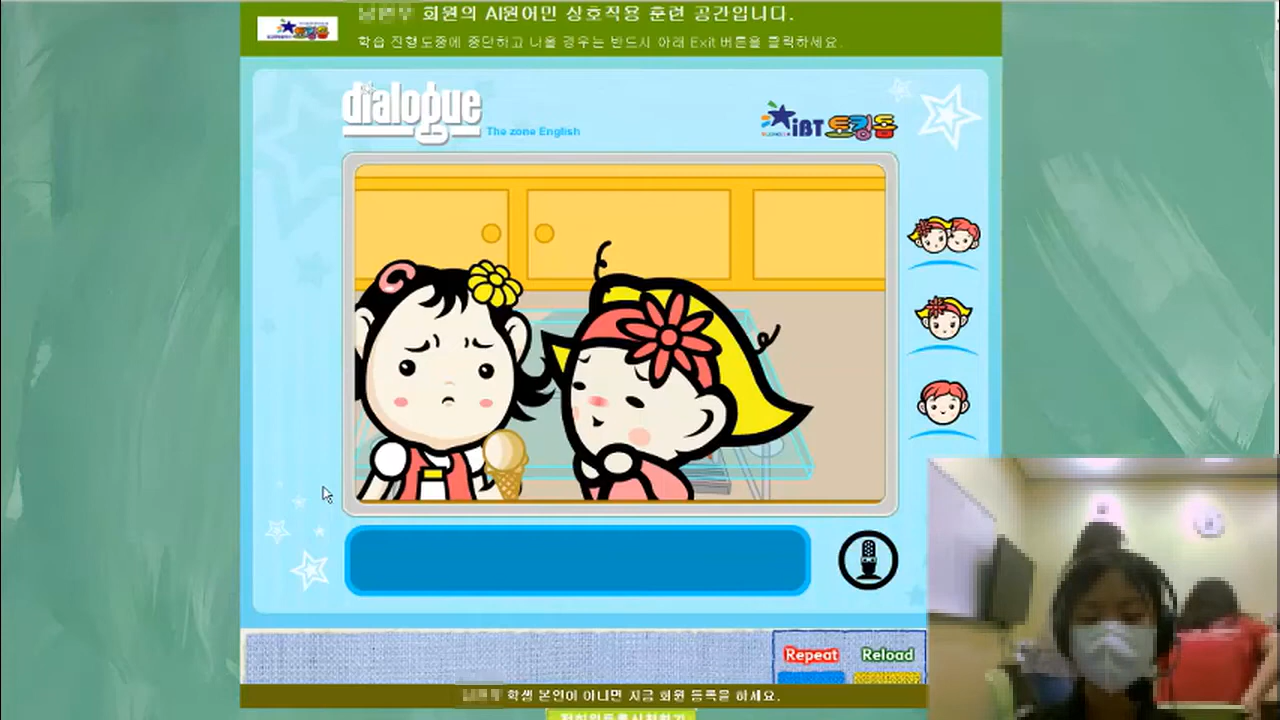 회원의 AI원어민 상호작용 훈련 공간입니다.
학습 진행도중에 중단하고 나올 경우는 반드시 아래 Exit 버튼을 클릭하세요.
dialogue
The zone English
iBT 토킹톰
Repeat
Reload
학생 본인이 아니면 지금 회원 등록을 하세요.